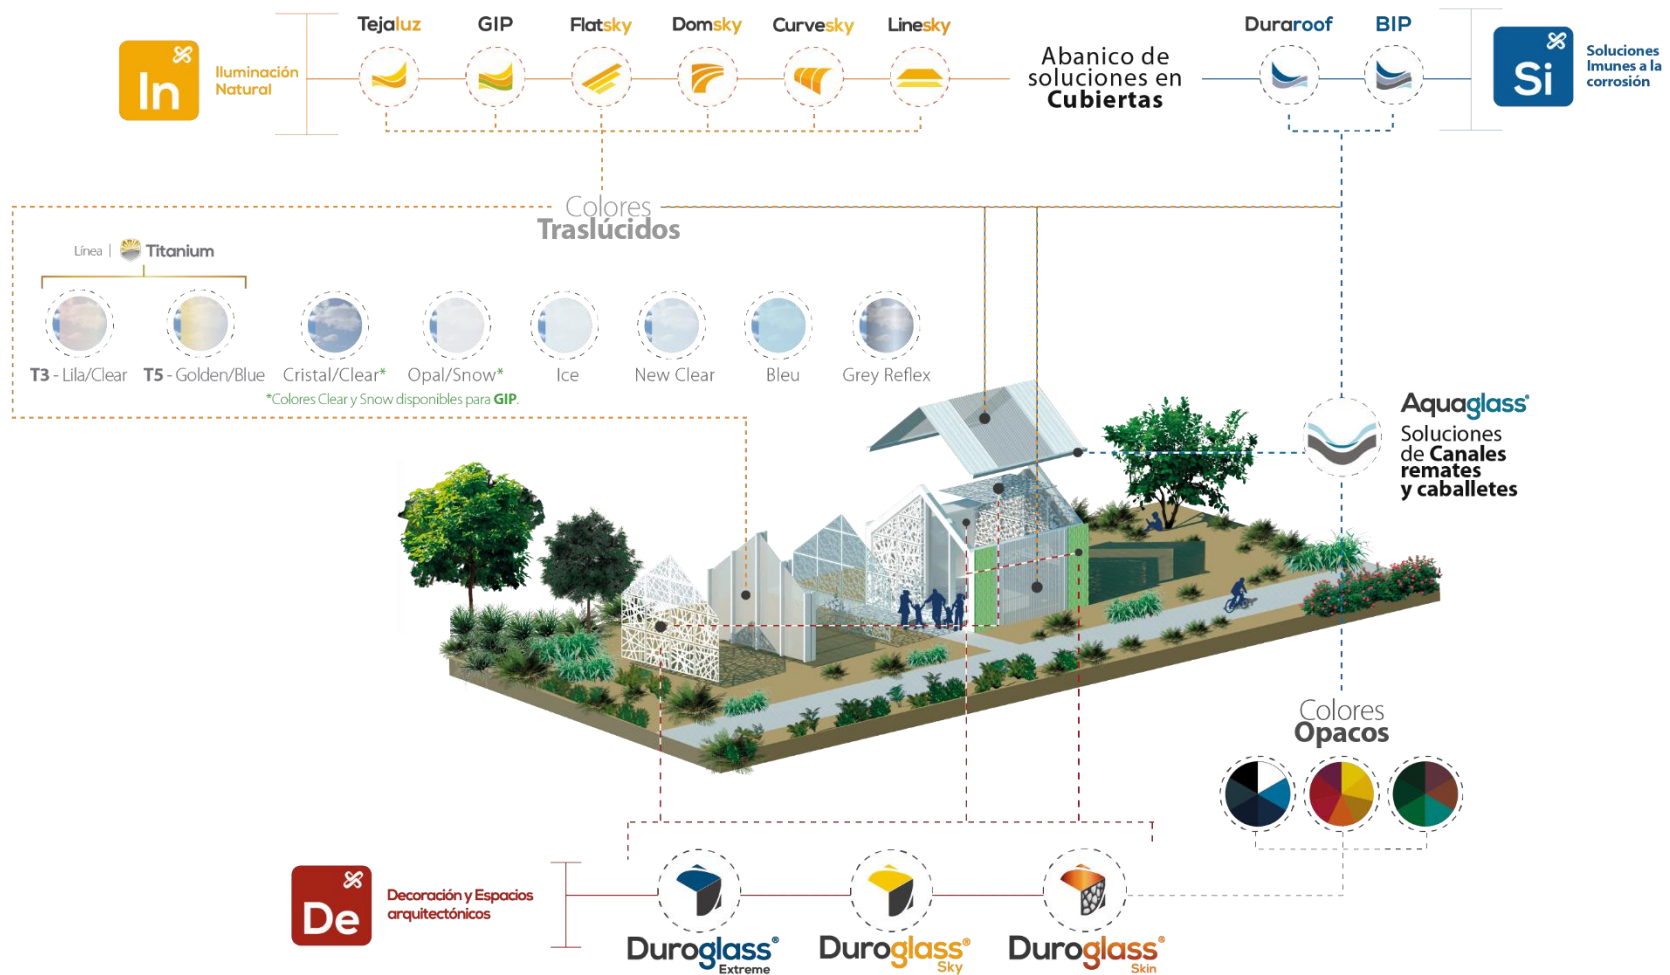 Tejaluz
GIP
Flatsky
Domsky
Curvesky
Linesky
In
Iluminación
Natural
Abanico de
soluciones en
Cubiertas
Duraroof
BIP
Si
Soluciones
Imunes a la
corrosión
Colores
Traslúcidos
Línea | Titanium
T3 - Lila/Clear
T5 - Golden/Blue
Cristal/Clear*
Opal/Snow*
Ice
New Clear
Bleu
Grey Reflex
*Colores Clear y Snow disponibles para GIP.
Aquaglass®
Soluciones
de Canales
remates
y caballetes
Colores
Opacos
De
Decoración y Espacios
arquitectónicos
Duroglass®
Extreme
Duroglass®
Sky
Duroglass®
Skin